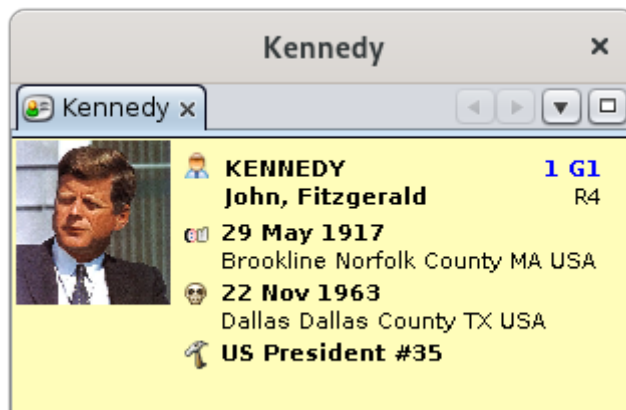 Kennedy
Kennedy
KENNEDY 1 G1
John, Fitzgerald R4
29 May 1917
Brookline Norfolk County MA USA
22 Nov 1963
Dallas Dallas County TX USA
US President #35